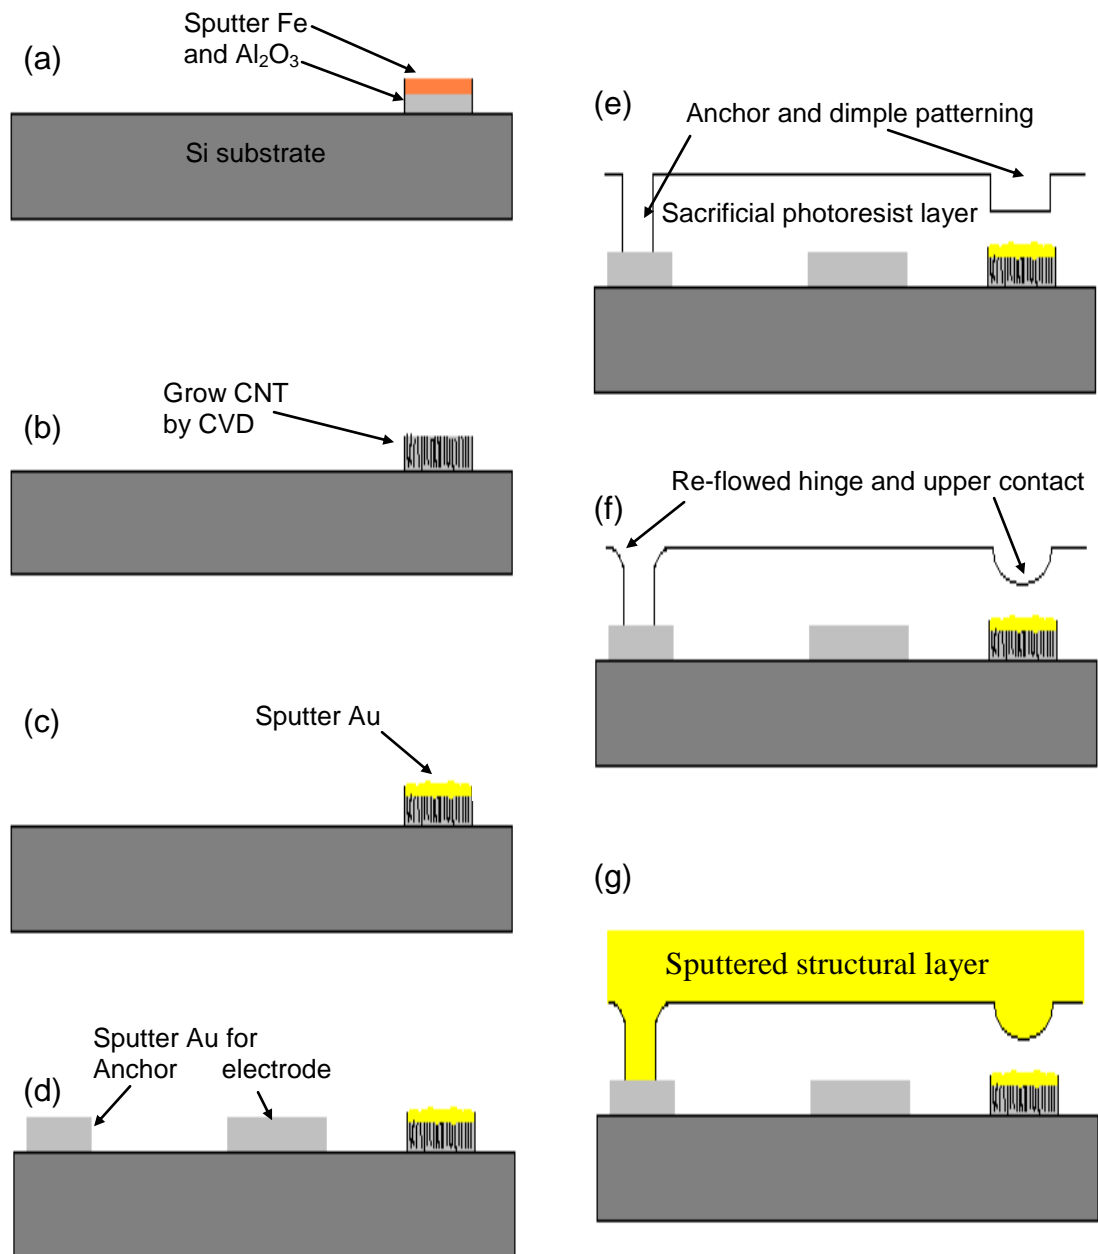 (a)
Sputter Fe
and Al₂O₃
Si substrate
(b)
Grow CNT
by CVD
(c)
Sputter Au
(d)
Sputter Au for
Anchor electrode
(e)
Anchor and dimple patterning
Sacrificial photoresist layer
(f)
Re-flowed hinge and upper contact
(g)
Sputtered structural layer